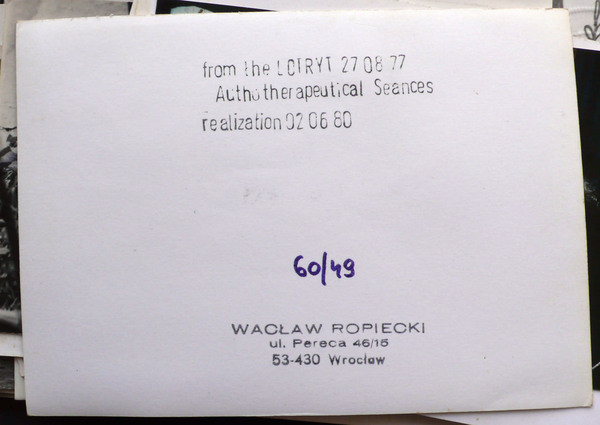 from the LOTRYT 27 08 77
Authotherapeutical Seances
realization 02 06 80
60/49
WACŁAW ROPIECKI
ul. Pereca 46/15
53-430 Wrocław